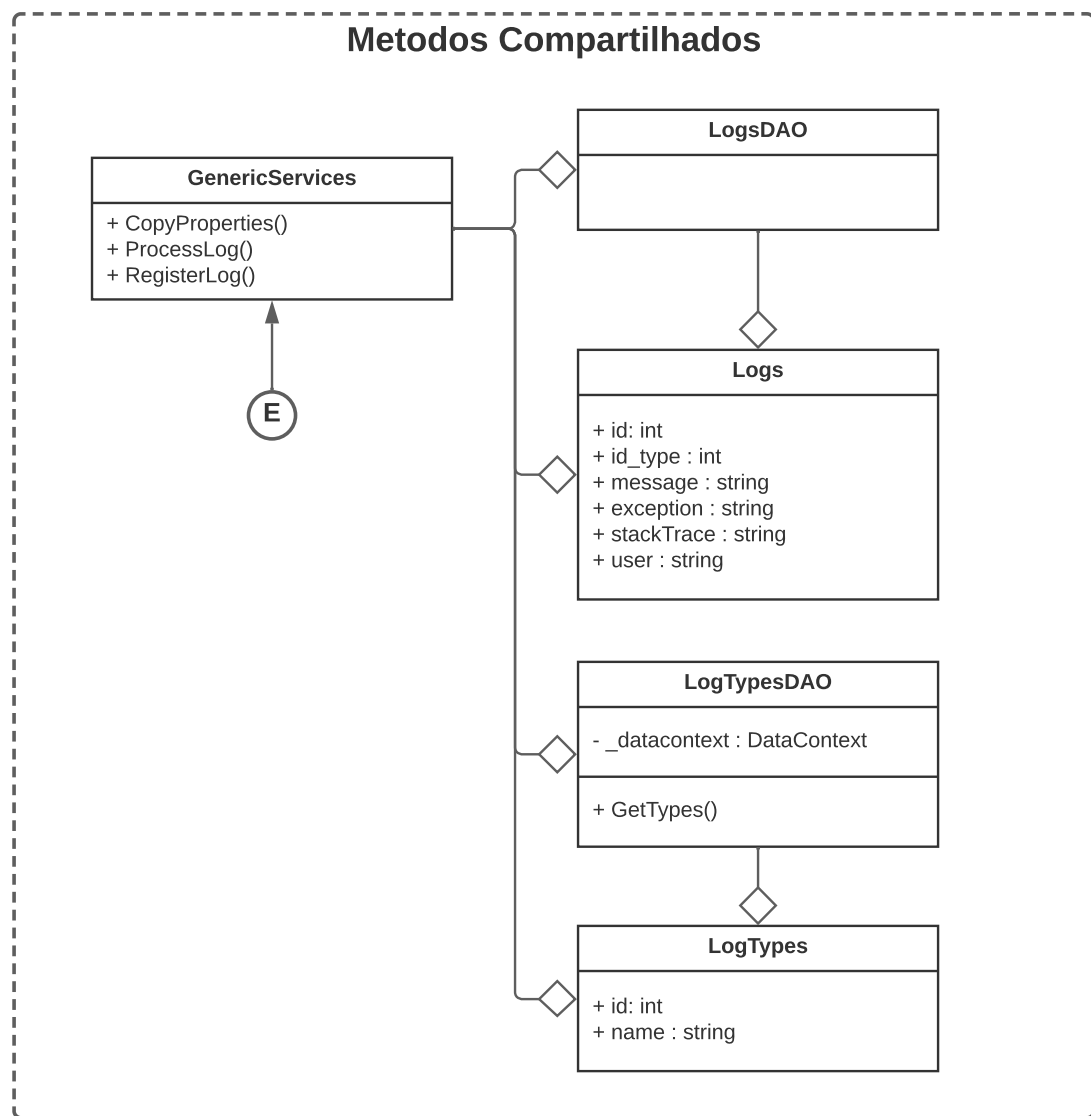 Metodos Compartilhados
GenericServices
+ CopyProperties()
+ ProcessLog()
+ RegisterLog()
E
LogsDAO
Logs
+ id: int
+ id_type : int
+ message : string
+ exception : string
+ stackTrace : string
+ user : string
LogTypesDAO
- _datacontext : DataContext
+ GetTypes()
LogTypes
+ id: int
+ name : string